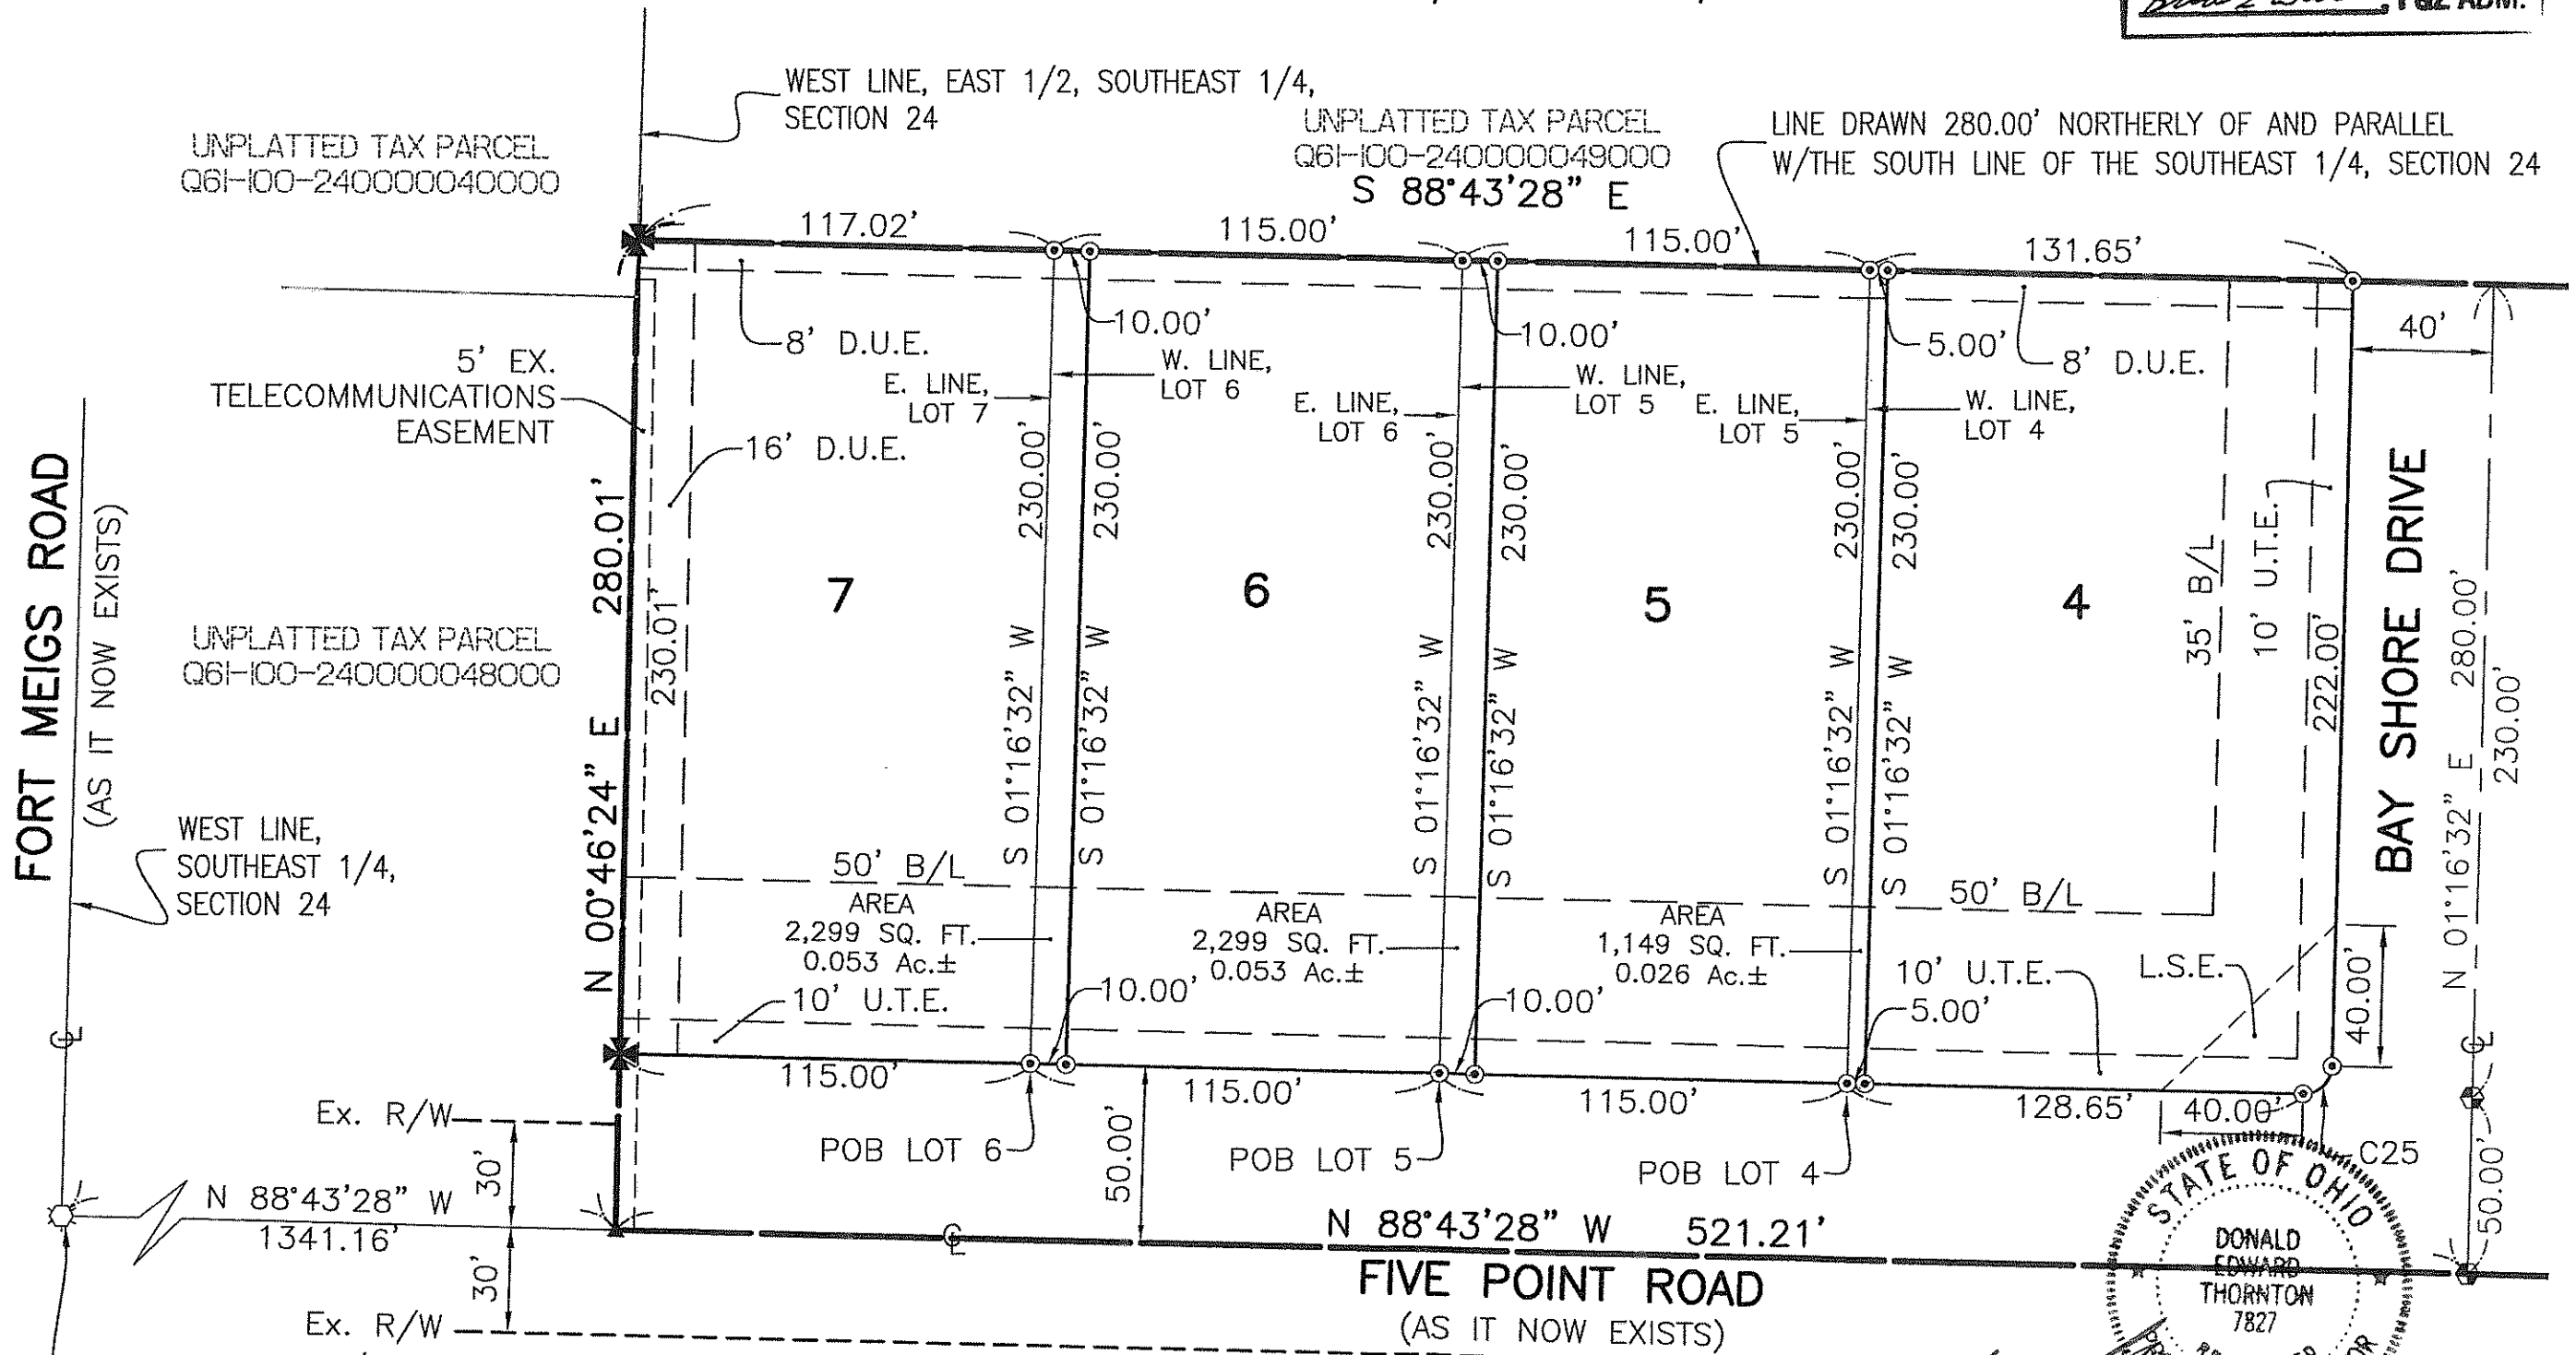 , P&Z ADM.
WEST LINE, EAST 1/2, SOUTHEAST 1/4,
SECTION 24
UNPLATTED TAX PARCEL
Q61-100-240000040000
UNPLATTED TAX PARCEL
Q61-100-240000049000
S 88°43'28" E
LINE DRAWN 280.00' NORTHERLY OF AND PARALLEL
W/THE SOUTH LINE OF THE SOUTHEAST 1/4, SECTION 24
117.02'
115.00'
115.00'
131.65'
10.00'
10.00'
5.00'
40'
8' D.U.E.
8' D.U.E.
5' EX.
TELECOMMUNICATIONS
EASEMENT
E. LINE,
LOT 7
W. LINE,
LOT 6
E. LINE,
LOT 6
W. LINE,
LOT 5
E. LINE,
LOT 5
W. LINE,
LOT 4
16' D.U.E.
FORT MEIGS ROAD
(AS IT NOW EXISTS)
N 00°46'24" E 280.01'
230.01'
S 01°16'32" W 230.00'
S 01°16'32" W 230.00'
S 01°16'32" W 230.00'
S 01°16'32" W 230.00'
S 01°16'32" W 230.00'
S 01°16'32" W 230.00'
7
6
5
4
35' B/L
10' U.T.E.
222.00'
BAY SHORE DRIVE
N 01°16'32" E 280.00'
230.00'
UNPLATTED TAX PARCEL
Q61-100-240000048000
WEST LINE,
SOUTHEAST 1/4,
SECTION 24
50' B/L
50' B/L
AREA
2,299 SQ. FT.
0.053 Ac.±
AREA
2,299 SQ. FT.
0.053 Ac.±
AREA
1,149 SQ. FT.
0.026 Ac.±
10' U.T.E.
10.00'
10.00'
10' U.T.E.
5.00'
L.S.E.
40.00'
115.00'
115.00'
115.00'
128.65'
40.00'
C25
Ex. R/W
30'
POB LOT 6
50.00'
POB LOT 5
POB LOT 4
50.00'
N 88°43'28" W
1341.16'
30'
Ex. R/W
N 88°43'28" W 521.21'
FIVE POINT ROAD
(AS IT NOW EXISTS)
STATE OF OHIO
DONALD
EDWARD
THORNTON
7827